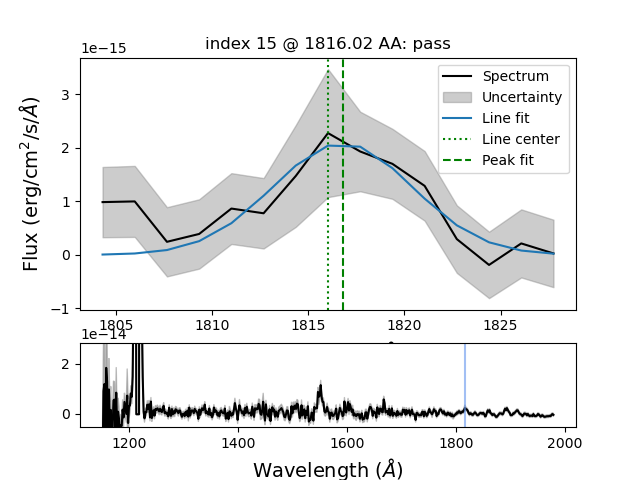 index 15 @ 1816.02 AA: pass
1e−15
Flux (erg/cm²/s/Å)
3
2
1
0
−1
Spectrum
Uncertainty
Line fit
Line center
Peak fit
1805 1810 1815 1820 1825
1e−14
2
0
1200 1400 1600 1800 2000
Wavelength (Å)